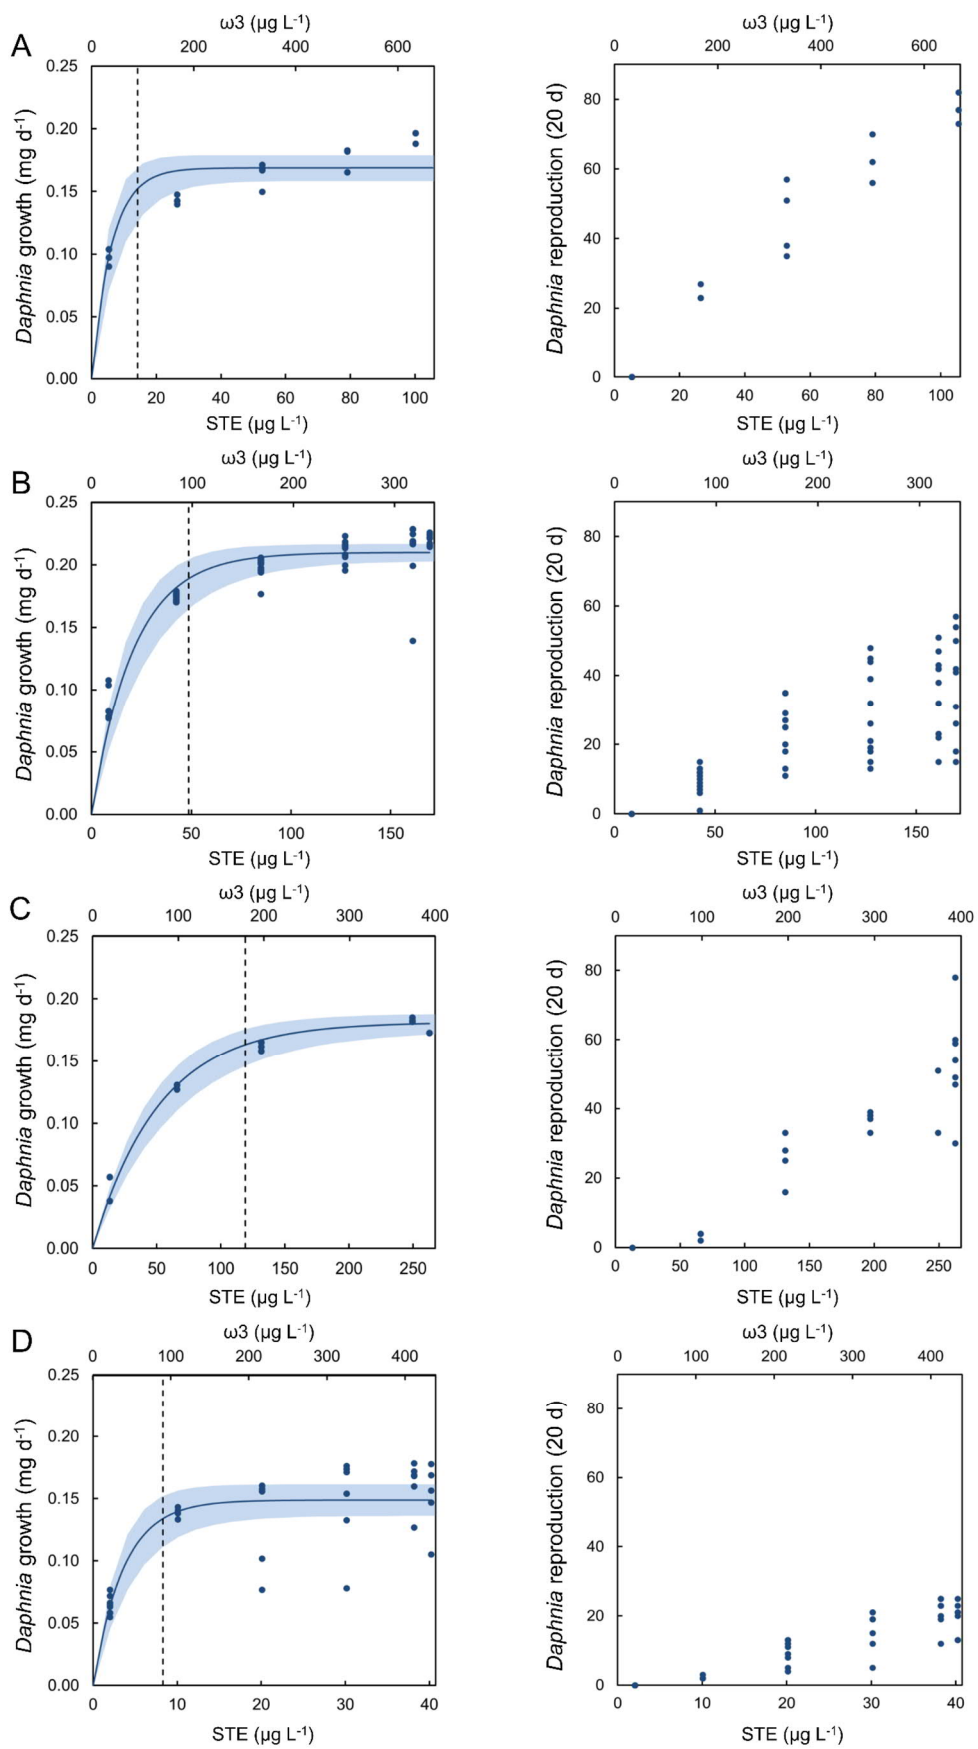 A
ω3 (µg L-1)
0 200 400 600
0.25
0.20
0.15
0.10
0.05
0.00
Daphnia growth (mg d-1)
0 20 40 60 80 100
STE (µg L-1)
ω3 (µg L-1)
0 200 400 600
80
60
40
20
0
Daphnia reproduction (20 d)
0 20 40 60 80 100
STE (µg L-1)
B
ω3 (µg L-1)
0 100 200 300
0.25
0.20
0.15
0.10
0.05
0.00
Daphnia growth (mg d-1)
0 50 100 150
STE (µg L-1)
ω3 (µg L-1)
0 100 200 300
80
60
40
20
0
Daphnia reproduction (20 d)
0 50 100 150
STE (µg L-1)
C
ω3 (µg L-1)
0 100 200 300 400
0.25
0.20
0.15
0.10
0.05
0.00
Daphnia growth (mg d-1)
0 50 100 150 200 250
STE (µg L-1)
ω3 (µg L-1)
0 100 200 300 400
80
60
40
20
0
Daphnia reproduction (20 d)
0 50 100 150 200 250
STE (µg L-1)
D
ω3 (µg L-1)
0 100 200 300 400
0.25
0.20
0.15
0.10
0.05
0.00
Daphnia growth (mg d-1)
0 10 20 30 40
STE (µg L-1)
ω3 (µg L-1)
0 100 200 300 400
80
60
40
20
0
Daphnia reproduction (20 d)
0 10 20 30 40
STE (µg L-1)